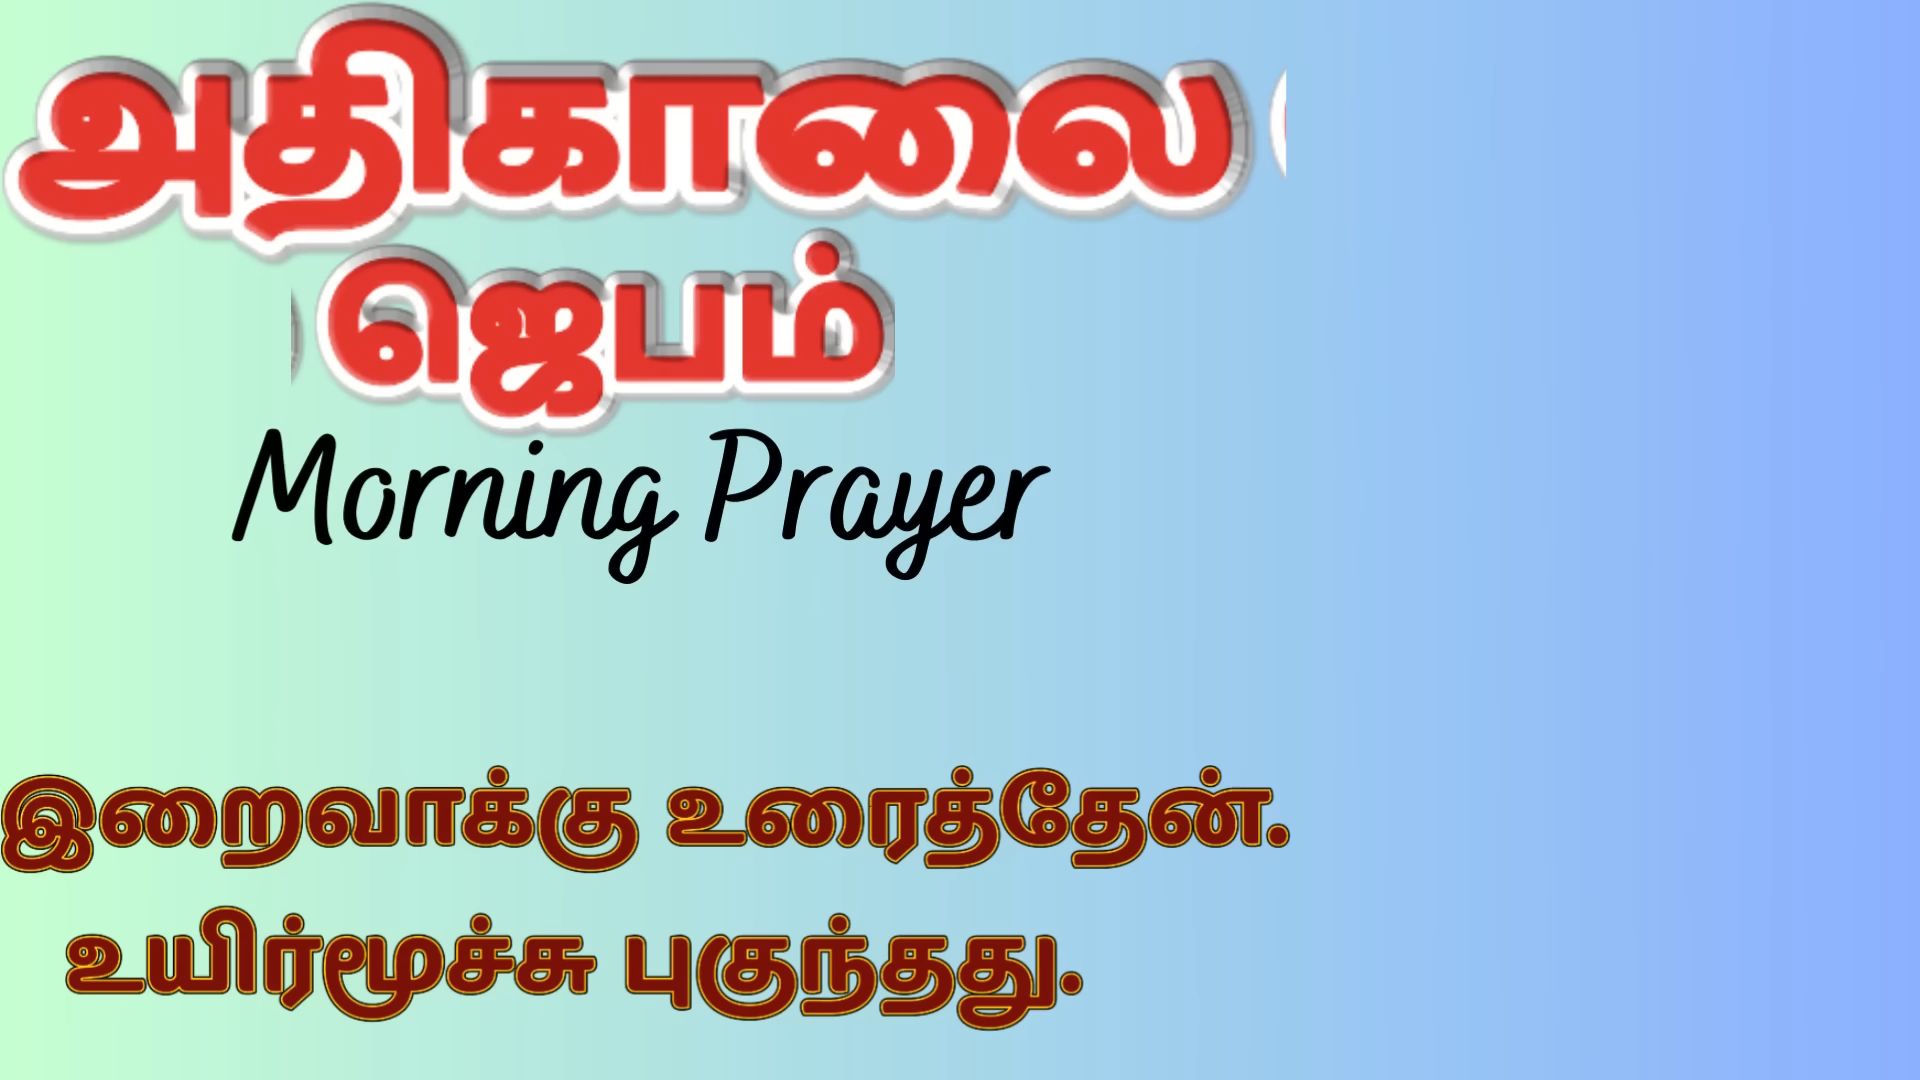 அதிகாலை
ஜெபம்
Morning Prayer
இறைவாக்கு உரைத்தேன்.
உயிர்மூச்சு புகுந்தது.